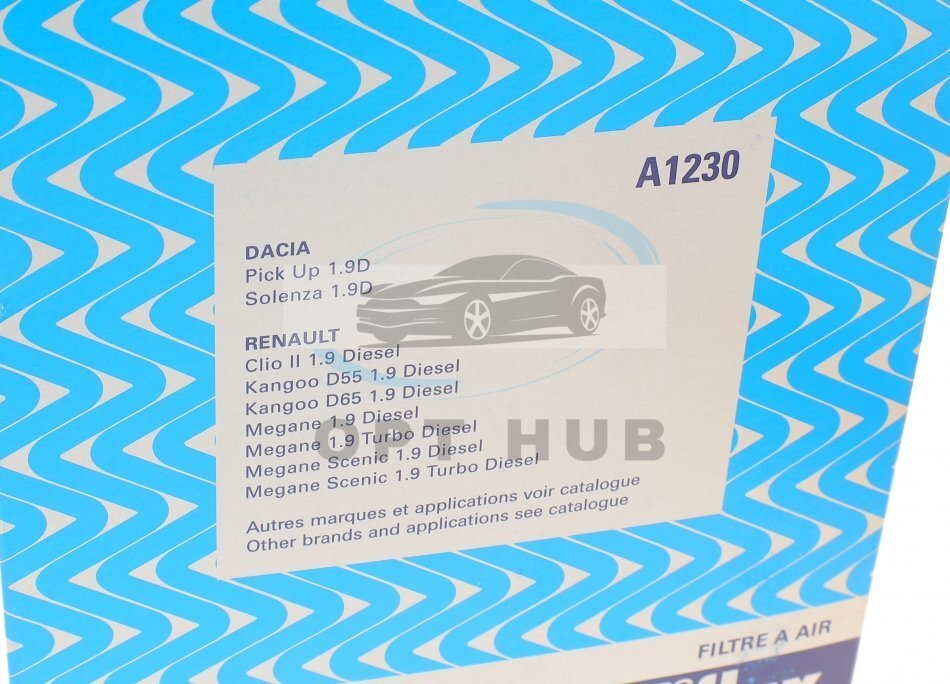 A1230
DACIA
Pick Up 1.9D
Solenza 1.9D
RENAULT
Clio II 1.9 Diesel
Kangoo D55 1.9 Diesel
Kangoo D65 1.9 Diesel
Megane 1.9 Diesel
Megane 1.9 Turbo Diesel
Megane Scenic 1.9 Diesel
Megane Scenic 1.9 Turbo Diesel
OPT HUB
Autres marques et applications voir catalogue
Other brands and applications see catalogue
FILTRE A AIR